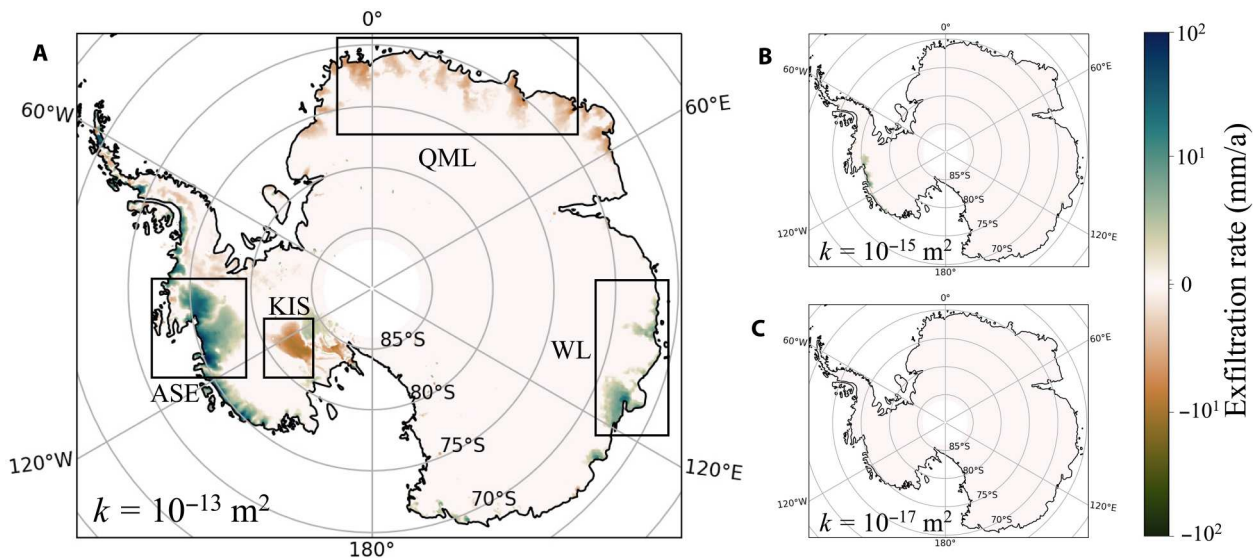 A
0°
60°W
60°E
QML
KIS
ASE
WL
85°S
80°S
75°S
70°S
120°W
120°E
k = 10⁻¹³ m²
180°
B
0°
60°W
60°E
85°S
80°S
75°S
70°S
120°W
120°E
k = 10⁻¹⁵ m²
180°
C
0°
60°W
60°E
85°S
80°S
75°S
70°S
120°W
120°E
k = 10⁻¹⁷ m²
180°
10²
10¹
0
−10¹
−10²
Exfiltration rate (mm/a)